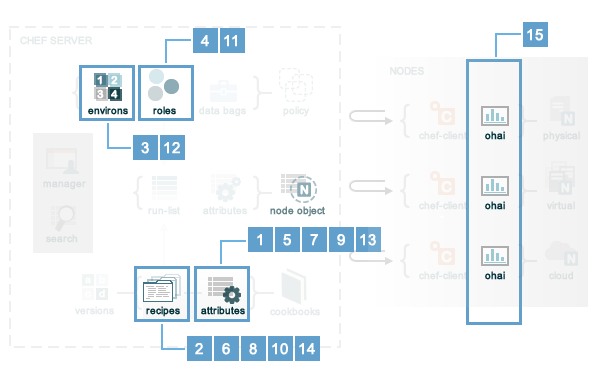 15
4 11
CHEF SERVER
NODES
1 2
3 4
environs
roles
data bags
policy
C
N
chef-client
ohai
physical
3 12
manager
run-list
attributes
N
node object
C
N
chef-client
ohai
virtual
search
1 5 7 9 13
C
N
chef-client
ohai
cloud
versions
recipes
attributes
cookbooks
2 6 8 10 14